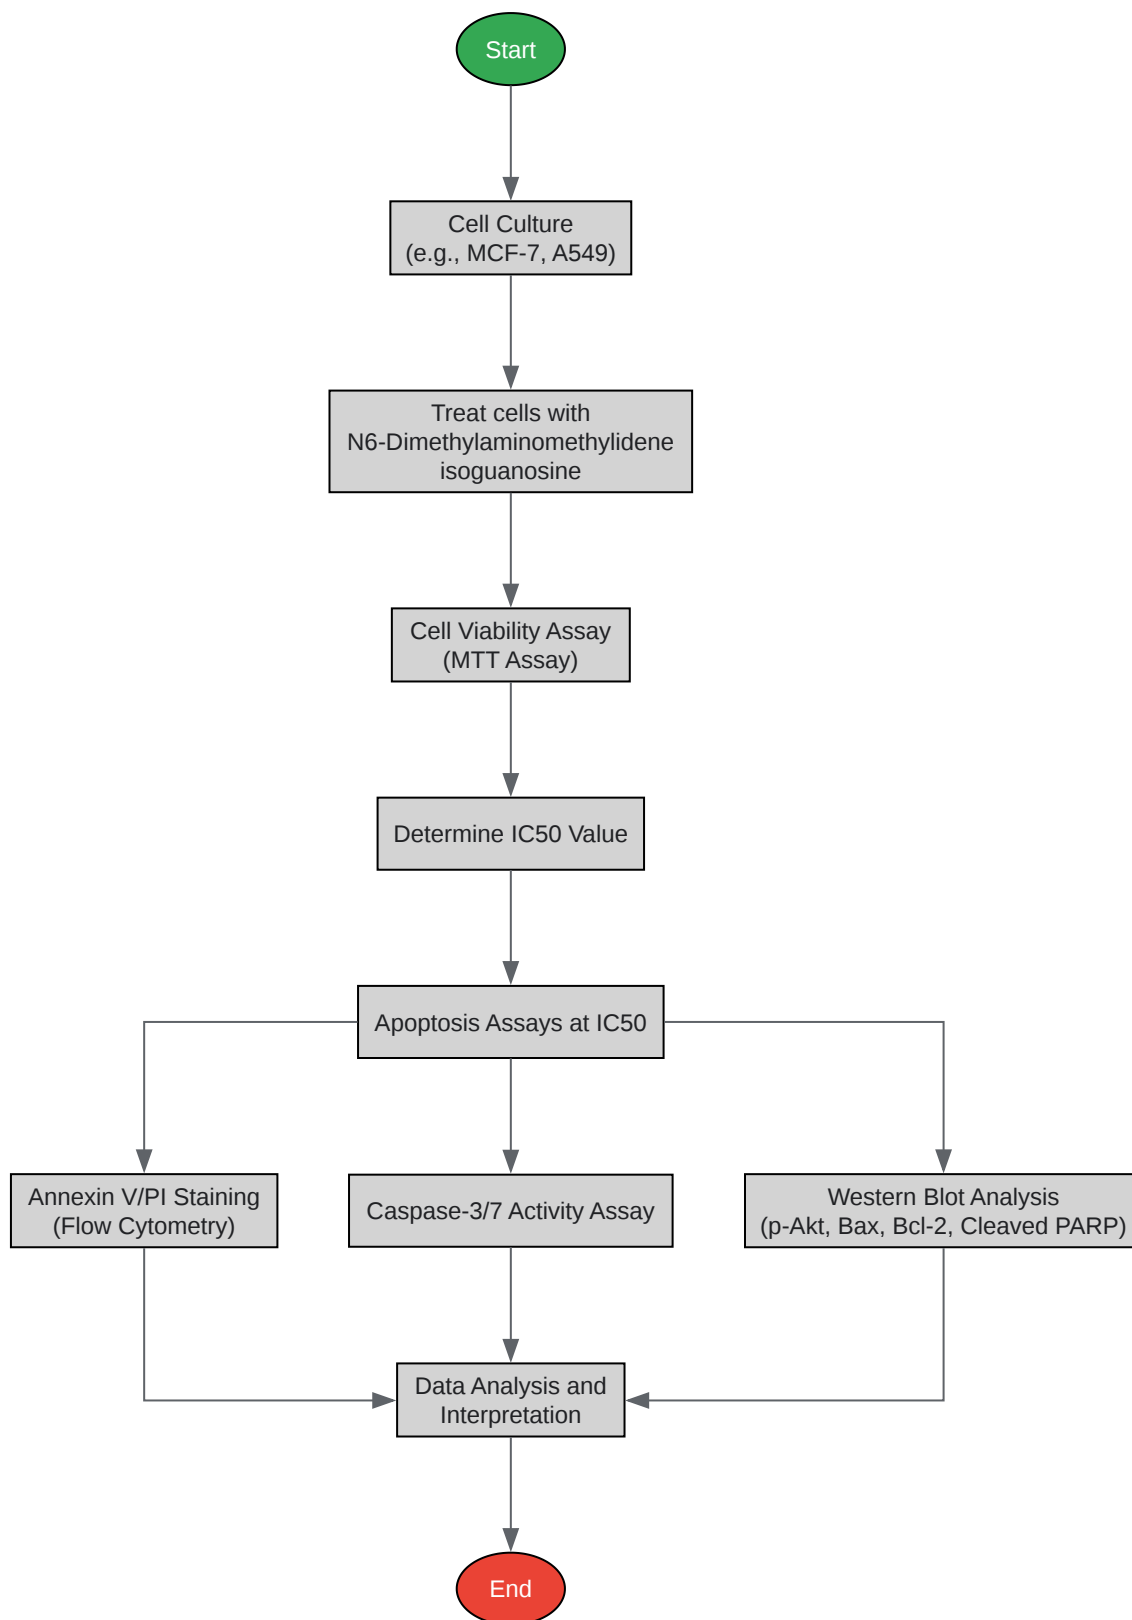 Start
Cell Culture
(e.g., MCF-7, A549)
Treat cells with
N6-Dimethylaminomethylidene
isoguanosine
Cell Viability Assay
(MTT Assay)
Determine IC50 Value
Apoptosis Assays at IC50
Annexin V/PI Staining
(Flow Cytometry)
Caspase-3/7 Activity Assay
Western Blot Analysis
(p-Akt, Bax, Bcl-2, Cleaved PARP)
Data Analysis and
Interpretation
End